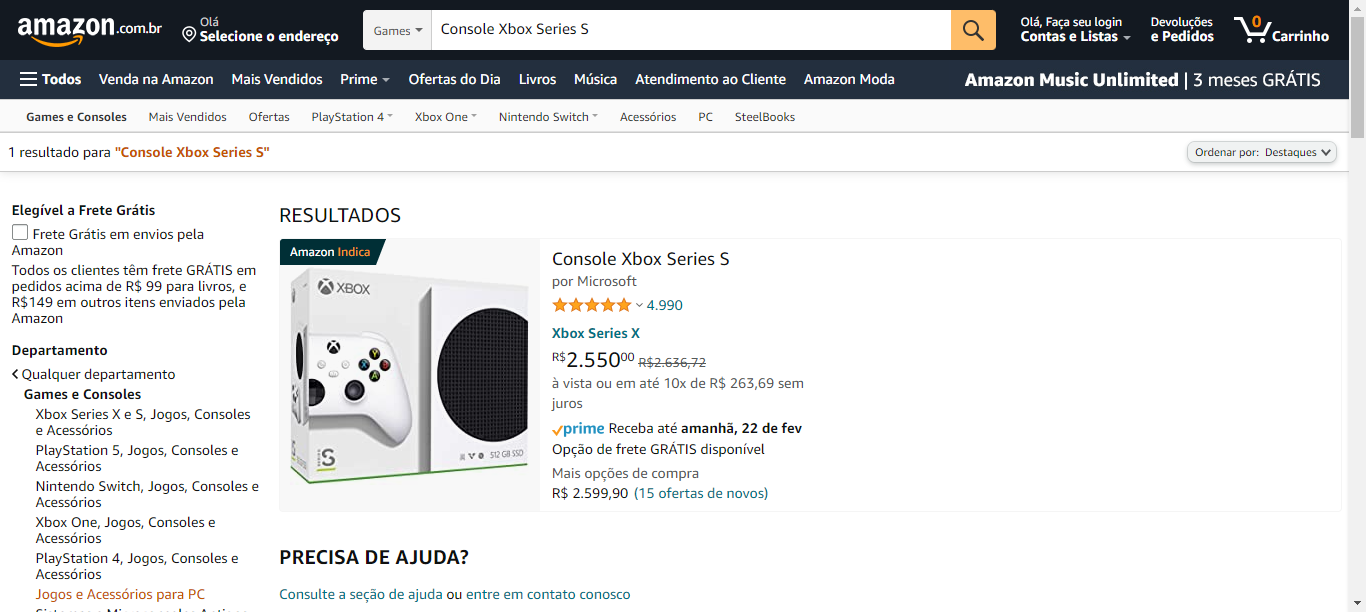 amazon.com.br
Olá
Selecione o endereço
Games
Console Xbox Series S
Olá, Faça seu login
Contas e Listas
Devoluções
e Pedidos
0
Carrinho
Todos
Venda na Amazon
Mais Vendidos
Prime
Ofertas do Dia
Livros
Música
Atendimento ao Cliente
Amazon Moda
Amazon Music Unlimited | 3 meses GRÁTIS
Games e Consoles
Mais Vendidos
Ofertas
PlayStation 4
Xbox One
Nintendo Switch
Acessórios
PC
SteelBooks
1 resultado para "Console Xbox Series S"
Ordenar por: Destaques
Elegível a Frete Grátis
Frete Grátis em envios pela
Amazon
Todos os clientes têm frete GRÁTIS em
pedidos acima de R$ 99 para livros, e
R$149 em outros itens enviados pela
Amazon
Departamento
Qualquer departamento
Games e Consoles
Xbox Series X e S, Jogos, Consoles
e Acessórios
PlayStation 5, Jogos, Consoles e
Acessórios
Nintendo Switch, Jogos, Consoles e
Acessórios
Xbox One, Jogos, Consoles e
Acessórios
PlayStation 4, Jogos, Consoles e
Acessórios
Jogos e Acessórios para PC
RESULTADOS
Amazon Indica
XBOX
Y
X
B
A
SERIES
S
512 GB SSD
Console Xbox Series S
por Microsoft
4.990
Xbox Series X
R$2.55000 R$2.636,72
à vista ou em até 10x de R$ 263,69 sem
juros
prime Receba até amanhã, 22 de fev
Opção de frete GRÁTIS disponível
Mais opções de compra
R$ 2.599,90 (15 ofertas de novos)
PRECISA DE AJUDA?
Consulte a seção de ajuda ou entre em contato conosco